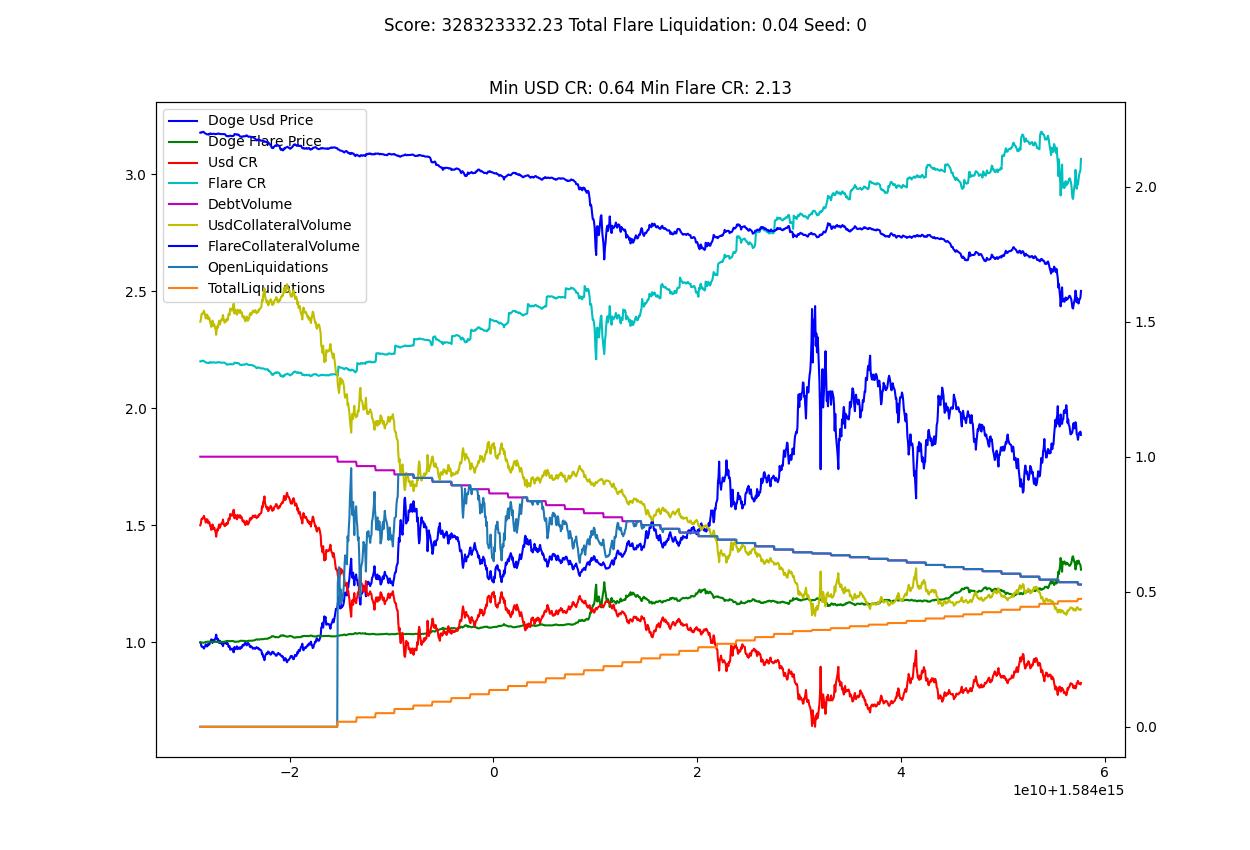 Score: 328323332.23 Total Flare Liquidation: 0.04 Seed: 0
Min USD CR: 0.64 Min Flare CR: 2.13
Doge Usd Price
Doge Flare Price
Usd CR
Flare CR
DebtVolume
UsdCollateralVolume
FlareCollateralVolume
OpenLiquidations
TotalLiquidations
3.0
2.5
2.0
1.5
1.0
2.0
1.5
1.0
0.5
0.0
−2
0
2
4
6
1e10+1.584e15